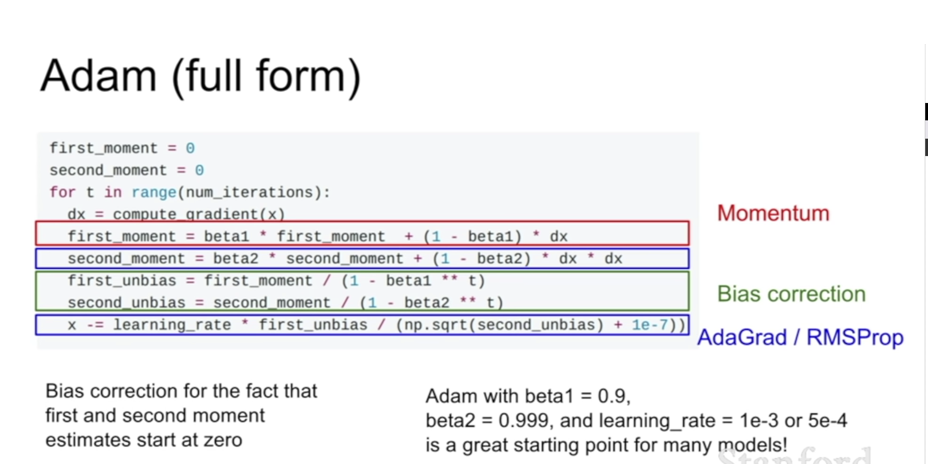 Adam (full form)
first_moment = 0
second_moment = 0
for t in range(num_iterations):
dx = compute_gradient(x)
first_moment = beta1 * first_moment + (1 - beta1) * dx
Momentum
second_moment = beta2 * second_moment + (1 - beta2) * dx * dx
first_unbias = first_moment / (1 - beta1 ** t)
second_unbias = second_moment / (1 - beta2 ** t)
Bias correction
x -= learning_rate * first_unbias / (np.sqrt(second_unbias) + 1e-7))
AdaGrad / RMSProp
Bias correction for the fact that
first and second moment
estimates start at zero
Adam with beta1 = 0.9,
beta2 = 0.999, and learning_rate = 1e-3 or 5e-4
is a great starting point for many models!
Stanford